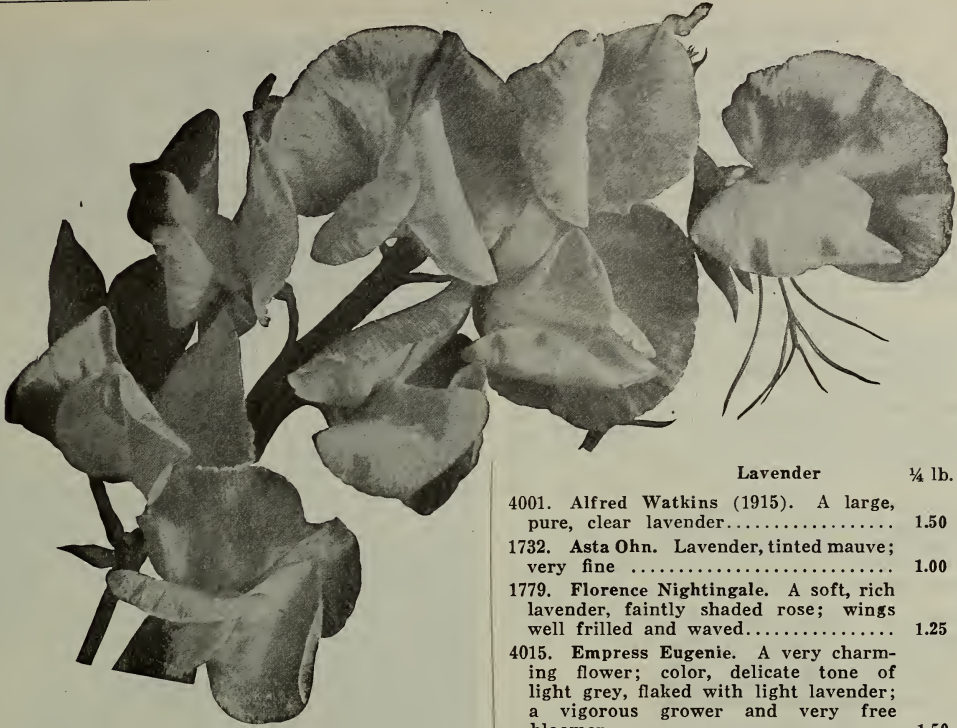 Lavender ¼ lb.
4001. Alfred Watkins (1915). A large,
pure, clear lavender.................. 1.50
1732. Asta Ohn. Lavender, tinted mauve;
very fine ........................... 1.00
1779. Florence Nightingale. A soft, rich
lavender, faintly shaded rose; wings
well frilled and waved................ 1.25
4015. Empress Eugenie. A very charm-
ing flower; color, delicate tone of
light grey, flaked with light lavender;
a vigorous grower and very free
bloomer 1.50